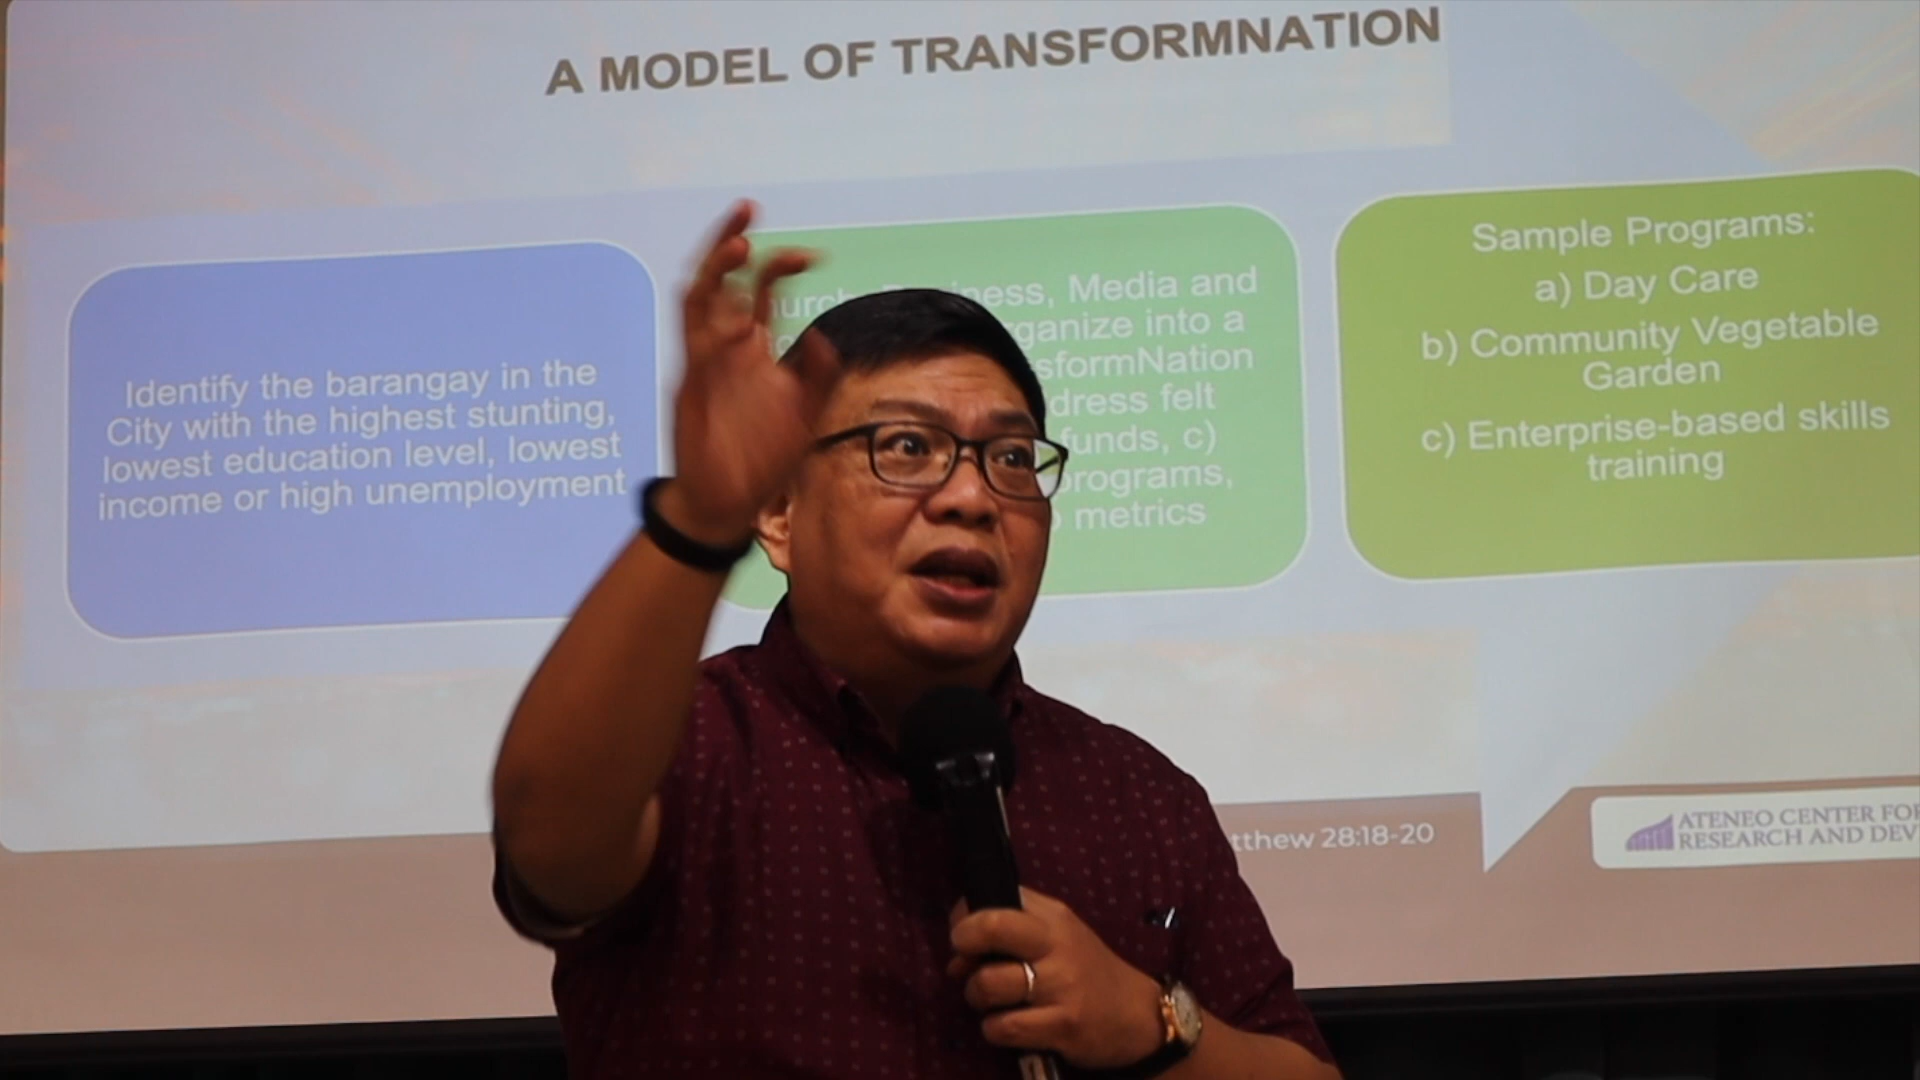 A MODEL OF TRANSFORMNATION
Identify the barangay in the
City with the highest stunting,
lowest education level, lowest
income or high unemployment
Media and
rganize into a
sformNation
dress felt
funds, c)
programs,
metrics
Sample Programs:
a) Day Care
b) Community Vegetable
Garden
c) Enterprise-based skills
training
tthew 28:18-20
ATENEO CENTER FOR
RESEARCH AND DEV